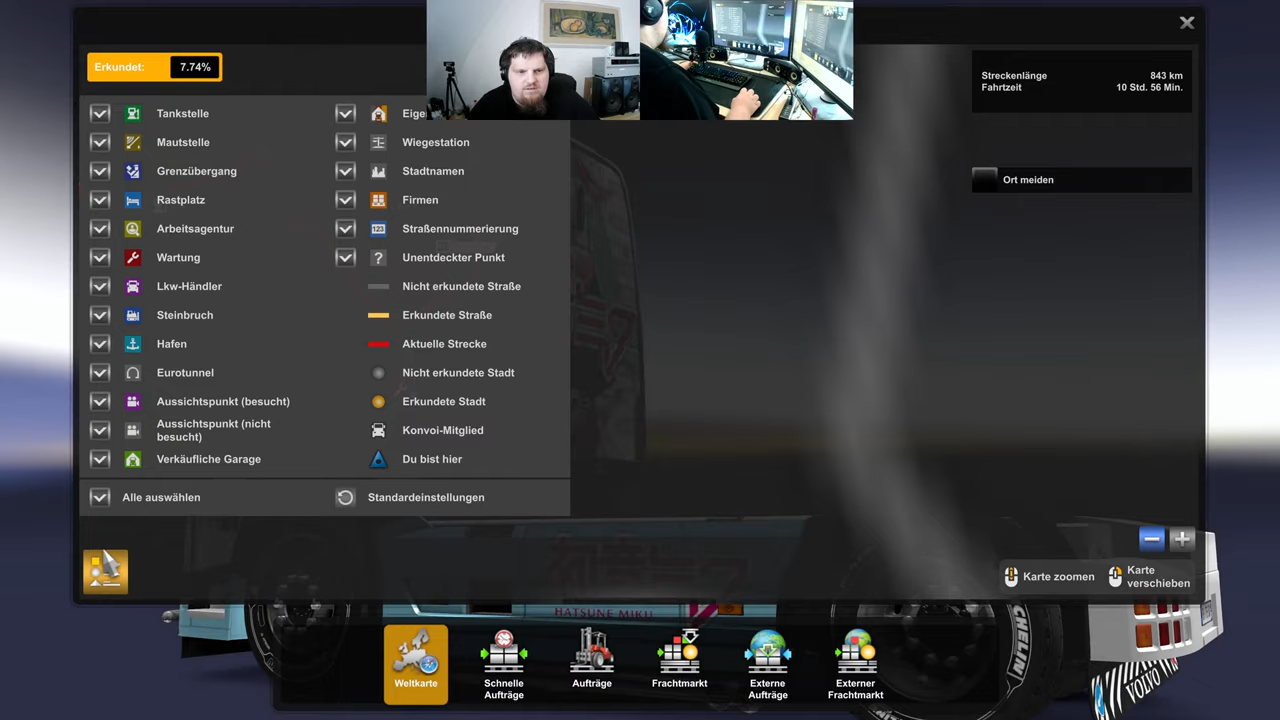 Erkundet: 7.74%
Streckenlänge 843 km
Fahrtzeit 10 Std. 56 Min.
Ort meiden
Tankstelle
Mautstelle
Grenzübergang
Rastplatz
Arbeitsagentur
Wartung
Lkw-Händler
Steinbruch
Hafen
Eurotunnel
Aussichtspunkt (besucht)
Aussichtspunkt (nicht
besucht)
Verkäufliche Garage
Wiegestation
Stadtnamen
Firmen
123 Straßennummerierung
? Unentdeckter Punkt
Nicht erkundete Straße
Erkundete Straße
Aktuelle Strecke
Nicht erkundete Stadt
Erkundete Stadt
Konvoi-Mitglied
Du bist hier
Alle auswählen
Standardeinstellungen
Karte zoomen
Karte
verschieben
HATSUNE MIKU
VOLVO
Weltkarte
Schnelle
Aufträge
Aufträge
Frachtmarkt
Externe
Aufträge
Externer
Frachtmarkt